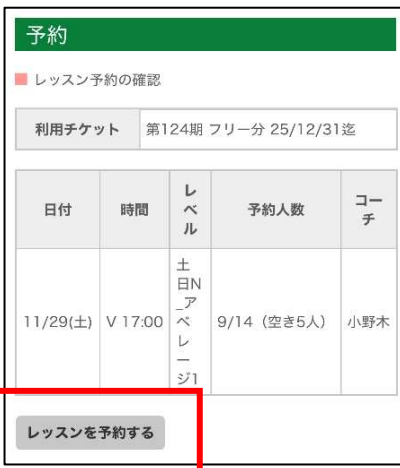 予約
レッスン予約の確認
利用チケット 第124期 フリー分 25/12/31迄
日付 時間 レベル 予約人数 コーチ
11/29(土) V 17:00 土日N_アベレージ1 9/14（空き5人） 小野木
レッスンを予約する